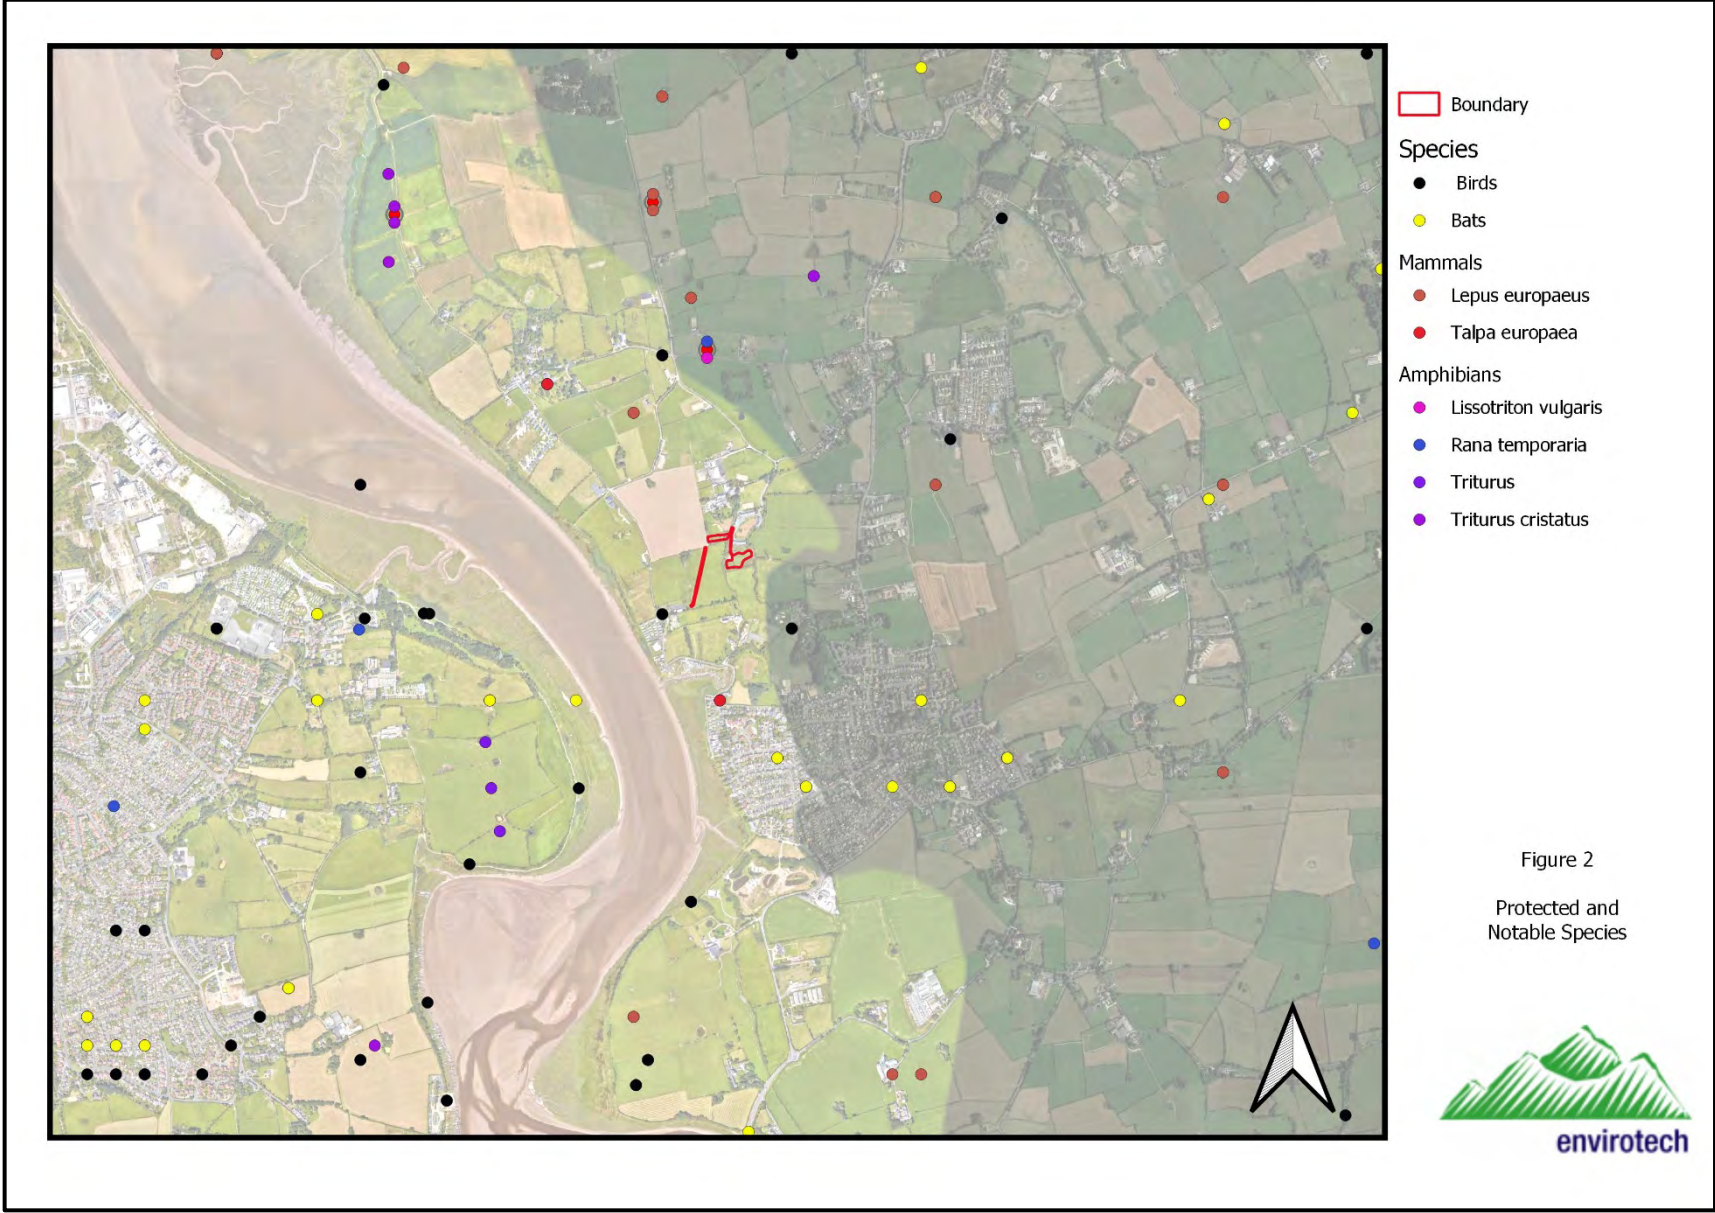 Boundary
Species
Birds
Bats
Mammals
Lepus europaeus
Talpa europaea
Amphibians
Lissotriton vulgaris
Rana temporaria
Triturus
Triturus cristatus
Figure 2
Protected and
Notable Species
envirotech